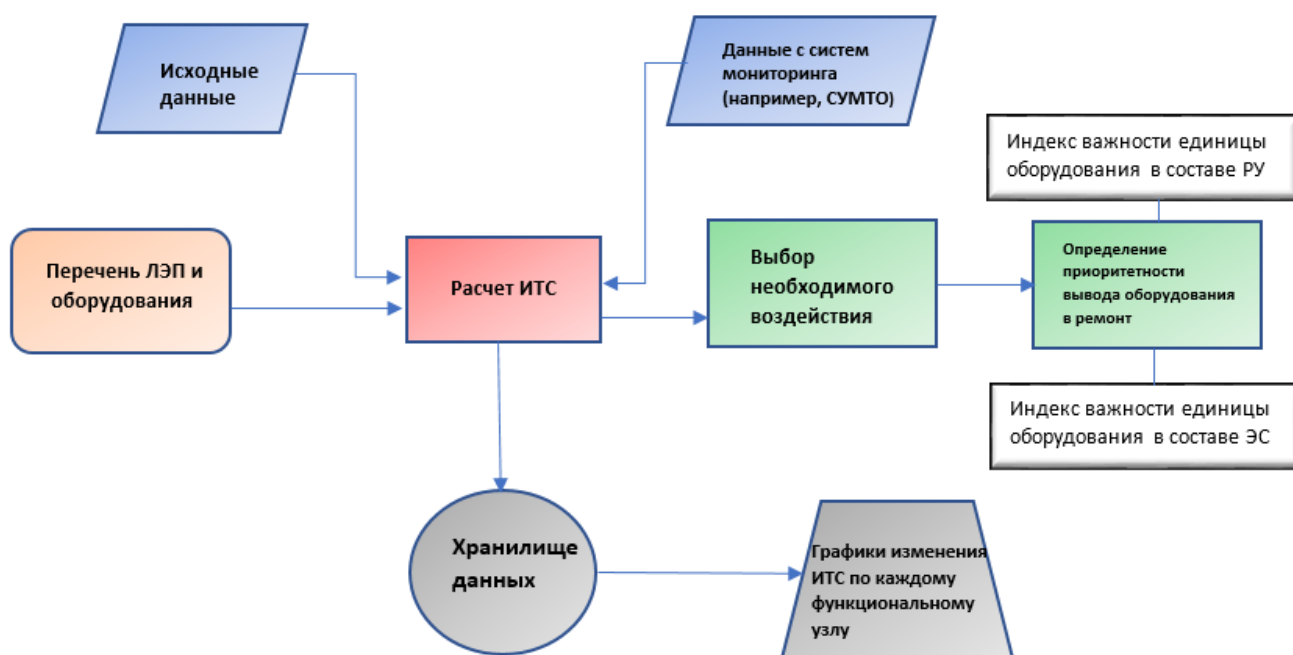 Исходные
данные
Данные с систем
мониторинга
(например, СУМТО)
Индекс важности единицы
оборудования в составе РУ
Перечень ЛЭП и
оборудования
Расчет ИТС
Выбор
необходимого
воздействия
Определение
приоритетности
вывода оборудования
в ремонт
Индекс важности единицы
оборудования в составе ЭС
Хранилище
данных
Графики изменения
ИТС по каждому
функциональному
узлу